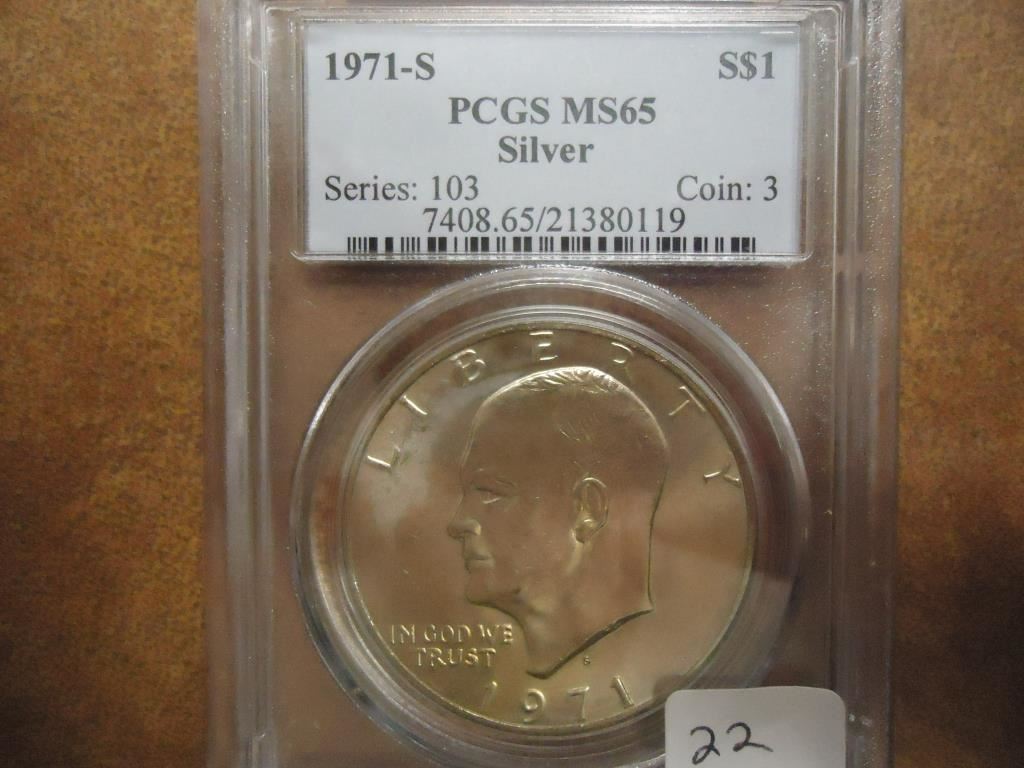 1971-S S$1
PCGS MS65
Silver
Series: 103 Coin: 3
7408.65/21380119
LIBERTY
IN GOD WE
TRUST
S
1971
22